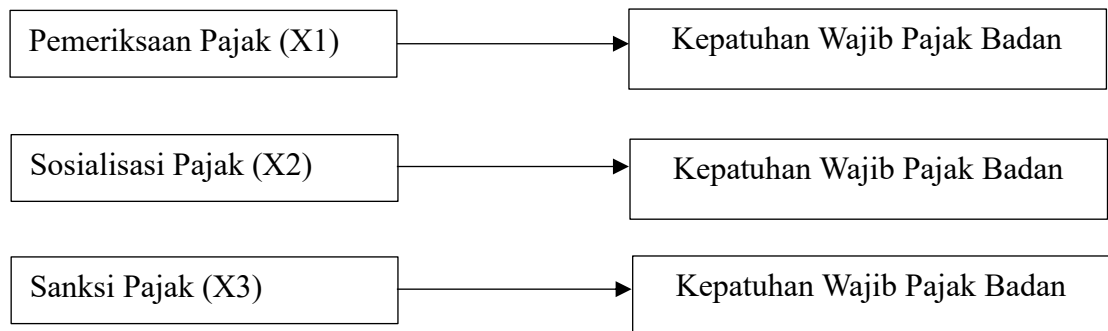 Pemeriksaan Pajak (X1)
Kepatuhan Wajib Pajak Badan
Sosialisasi Pajak (X2)
Kepatuhan Wajib Pajak Badan
Sanksi Pajak (X3)
Kepatuhan Wajib Pajak Badan